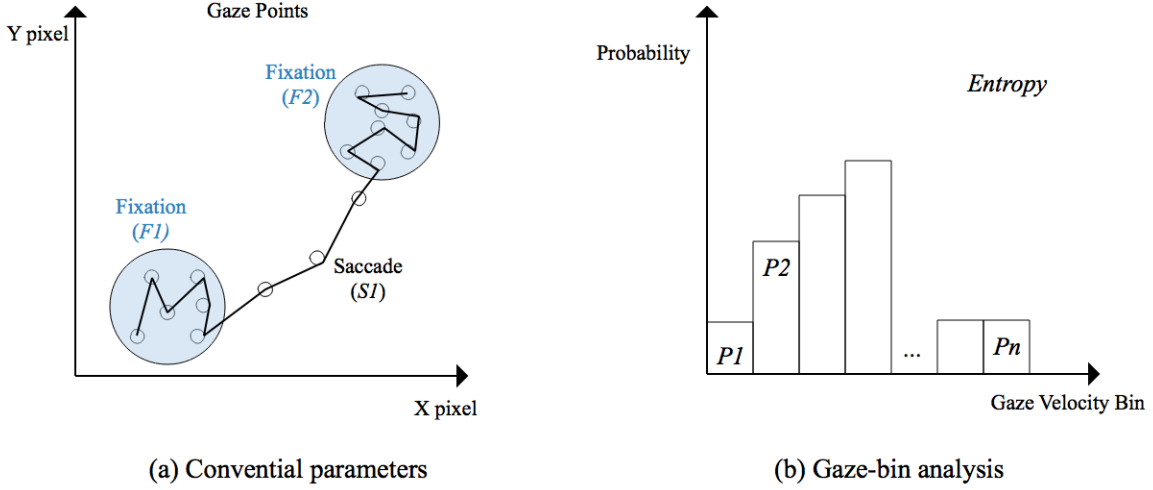 Gaze Points
Y pixel
Fixation
(F2)
Fixation
(F1)
Saccade
(S1)
X pixel
(a) Convential parameters
Probability
Entropy
P2
P1
...
Pn
Gaze Velocity Bin
(b) Gaze-bin analysis